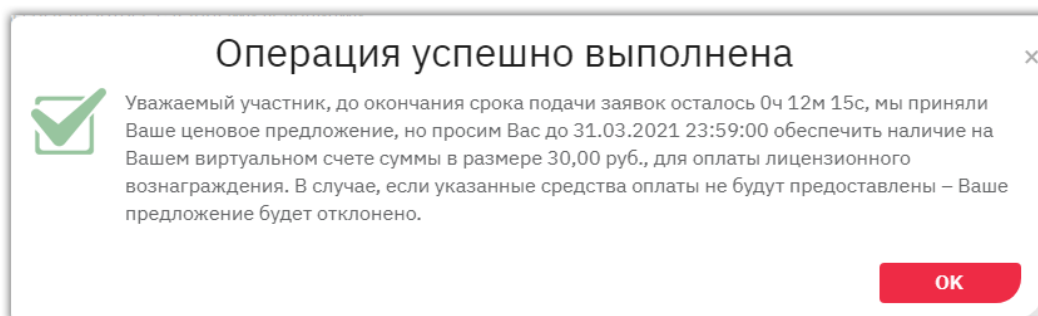 Операция успешно выполнена
Уважаемый участник, до окончания срока подачи заявок осталось 0ч 12м 15с, мы приняли
Ваше ценовое предложение, но просим Вас до 31.03.2021 23:59:00 обеспечить наличие на
Вашем виртуальном счете суммы в размере 30,00 руб., для оплаты лицензионного
вознаграждения. В случае, если указанные средства оплаты не будут предоставлены – Ваше
предложение будет отклонено.
ОК